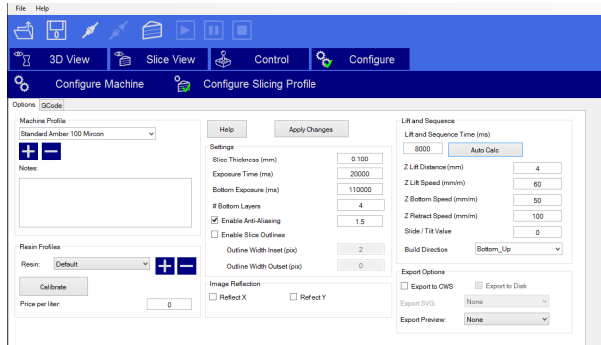 File Help
3D View Slice View Control Configure
Configure Machine Configure Slicing Profile
Options GCode
Machine Profile
Standard Amber 100 Mircon
Notes:
Resin Profiles
Resin: Default
Calibrate
Price per liter: 0
Help Apply Changes
Settings
Slice Thickness (mm) 0.100
Exposure Time (ms) 20000
Bottom Exposure (ms) 110000
# Bottom Layers 4
Enable Anti-Aliasing 1.5
Enable Slice Outlines
Outline Width Inset (pix) 2
Outline Width Outset (pix) 0
Image Reflection
Reflect X Reflect Y
Lift and Sequence
Lift and Sequence Time (ms)
8000 Auto Calc
Z Lift Distance (mm) 4
Z Lift Speed (mm/m) 60
Z Bottom Speed (mm/m) 50
Z Retract Speed (mm/m) 100
Slide / Tilt Value 0
Build Direction Bottom_Up
Export Options
Export to CWS Export to Disk
Export SVG: None
Export Preview: None